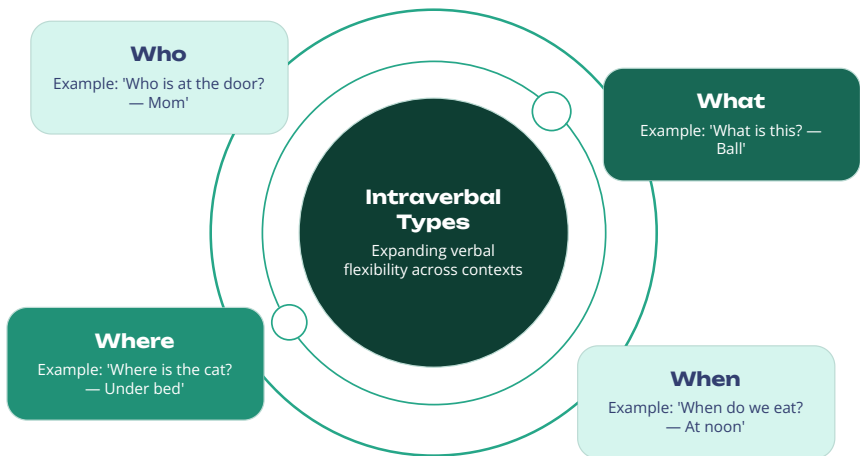 Who
Example: 'Who is at the door?
— Mom'
What
Example: 'What is this? —
Ball'
Intraverbal
Types
Expanding verbal
flexibility across contexts
Where
Example: 'Where is the cat?
— Under bed'
When
Example: 'When do we eat?
— At noon'